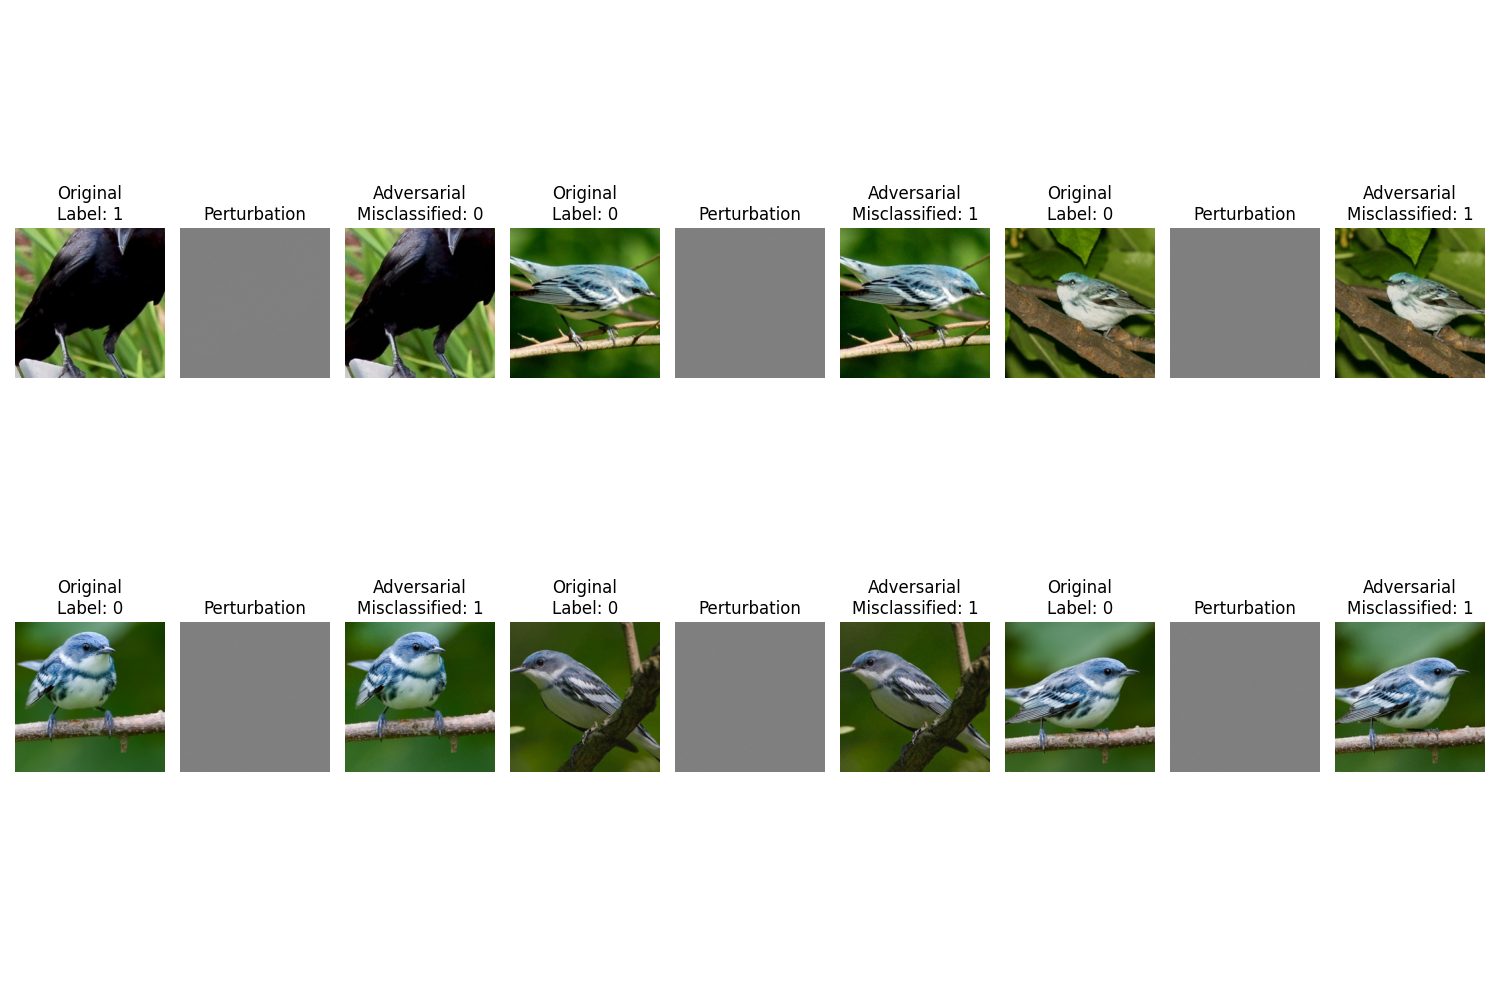 Original
Label: 1
Perturbation
Adversarial
Misclassified: 0
Original
Label: 0
Perturbation
Adversarial
Misclassified: 1
Original
Label: 0
Perturbation
Adversarial
Misclassified: 1
Original
Label: 0
Perturbation
Adversarial
Misclassified: 1
Original
Label: 0
Perturbation
Adversarial
Misclassified: 1
Original
Label: 0
Perturbation
Adversarial
Misclassified: 1